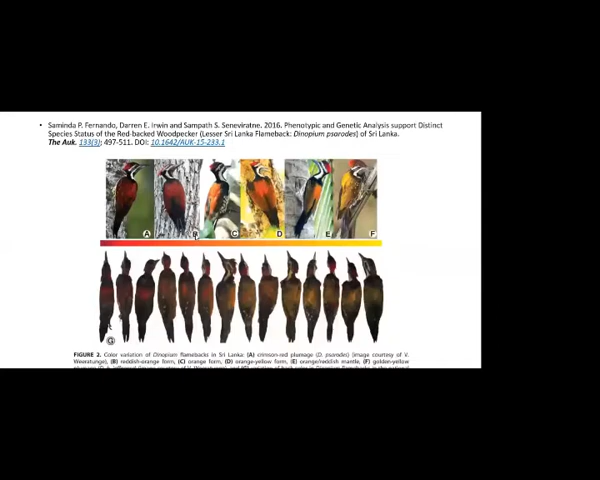 • Saminda P. Fernando, Darren E. Irwin and Sampath S. Seneviratne. 2016. Phenotypic and Genetic Analysis support Distinct
Species Status of the Red-backed Woodpecker (Lesser Sri Lanka Flameback: Dinopium psarodes) of Sri Lanka.
The Auk. 133(3): 497-511. DOI: 10.1642/AUK-15-233.1
A B C D E F
G
FIGURE 2. Color variation of Dinopium flamebacks in Sri Lanka: (A) crimson-red plumage (D. psarodes) [image courtesy of V.
Weeratunge], (B) reddish-orange form, (C) orange form, (D) orange-yellow form, (E) orange/reddish mantle, (F) golden-yellow